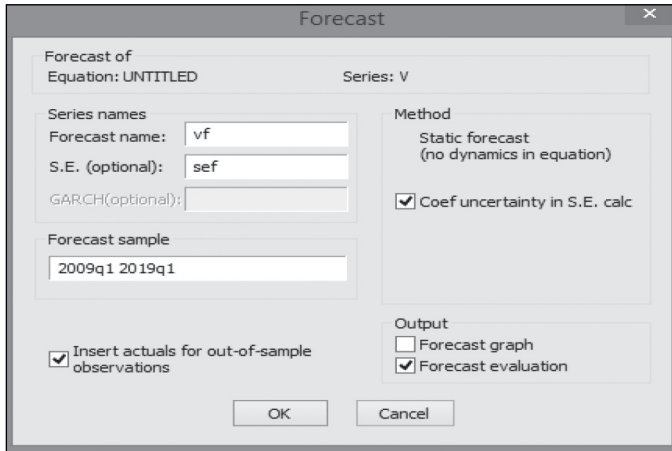 Forecast
Forecast of
Equation: UNTITLED Series: V
Series names
Forecast name: vf
S.E. (optional): sef
GARCH(optional):
Forecast sample
2009q1 2019q1
Insert actuals for out-of-sample
observations
Method
Static forecast
(no dynamics in equation)
Coef uncertainty in S.E. calc
Output
Forecast graph
Forecast evaluation
OK Cancel